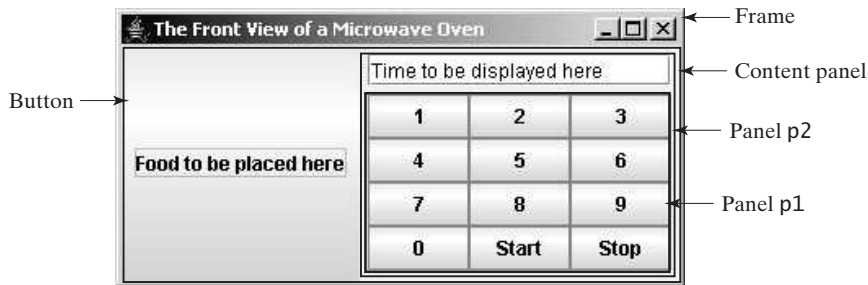 The Front View of a Microwave Oven
Frame
Time to be displayed here
Content panel
Button
1 2 3
Panel p2
Food to be placed here
4 5 6
7 8 9
Panel p1
0 Start Stop